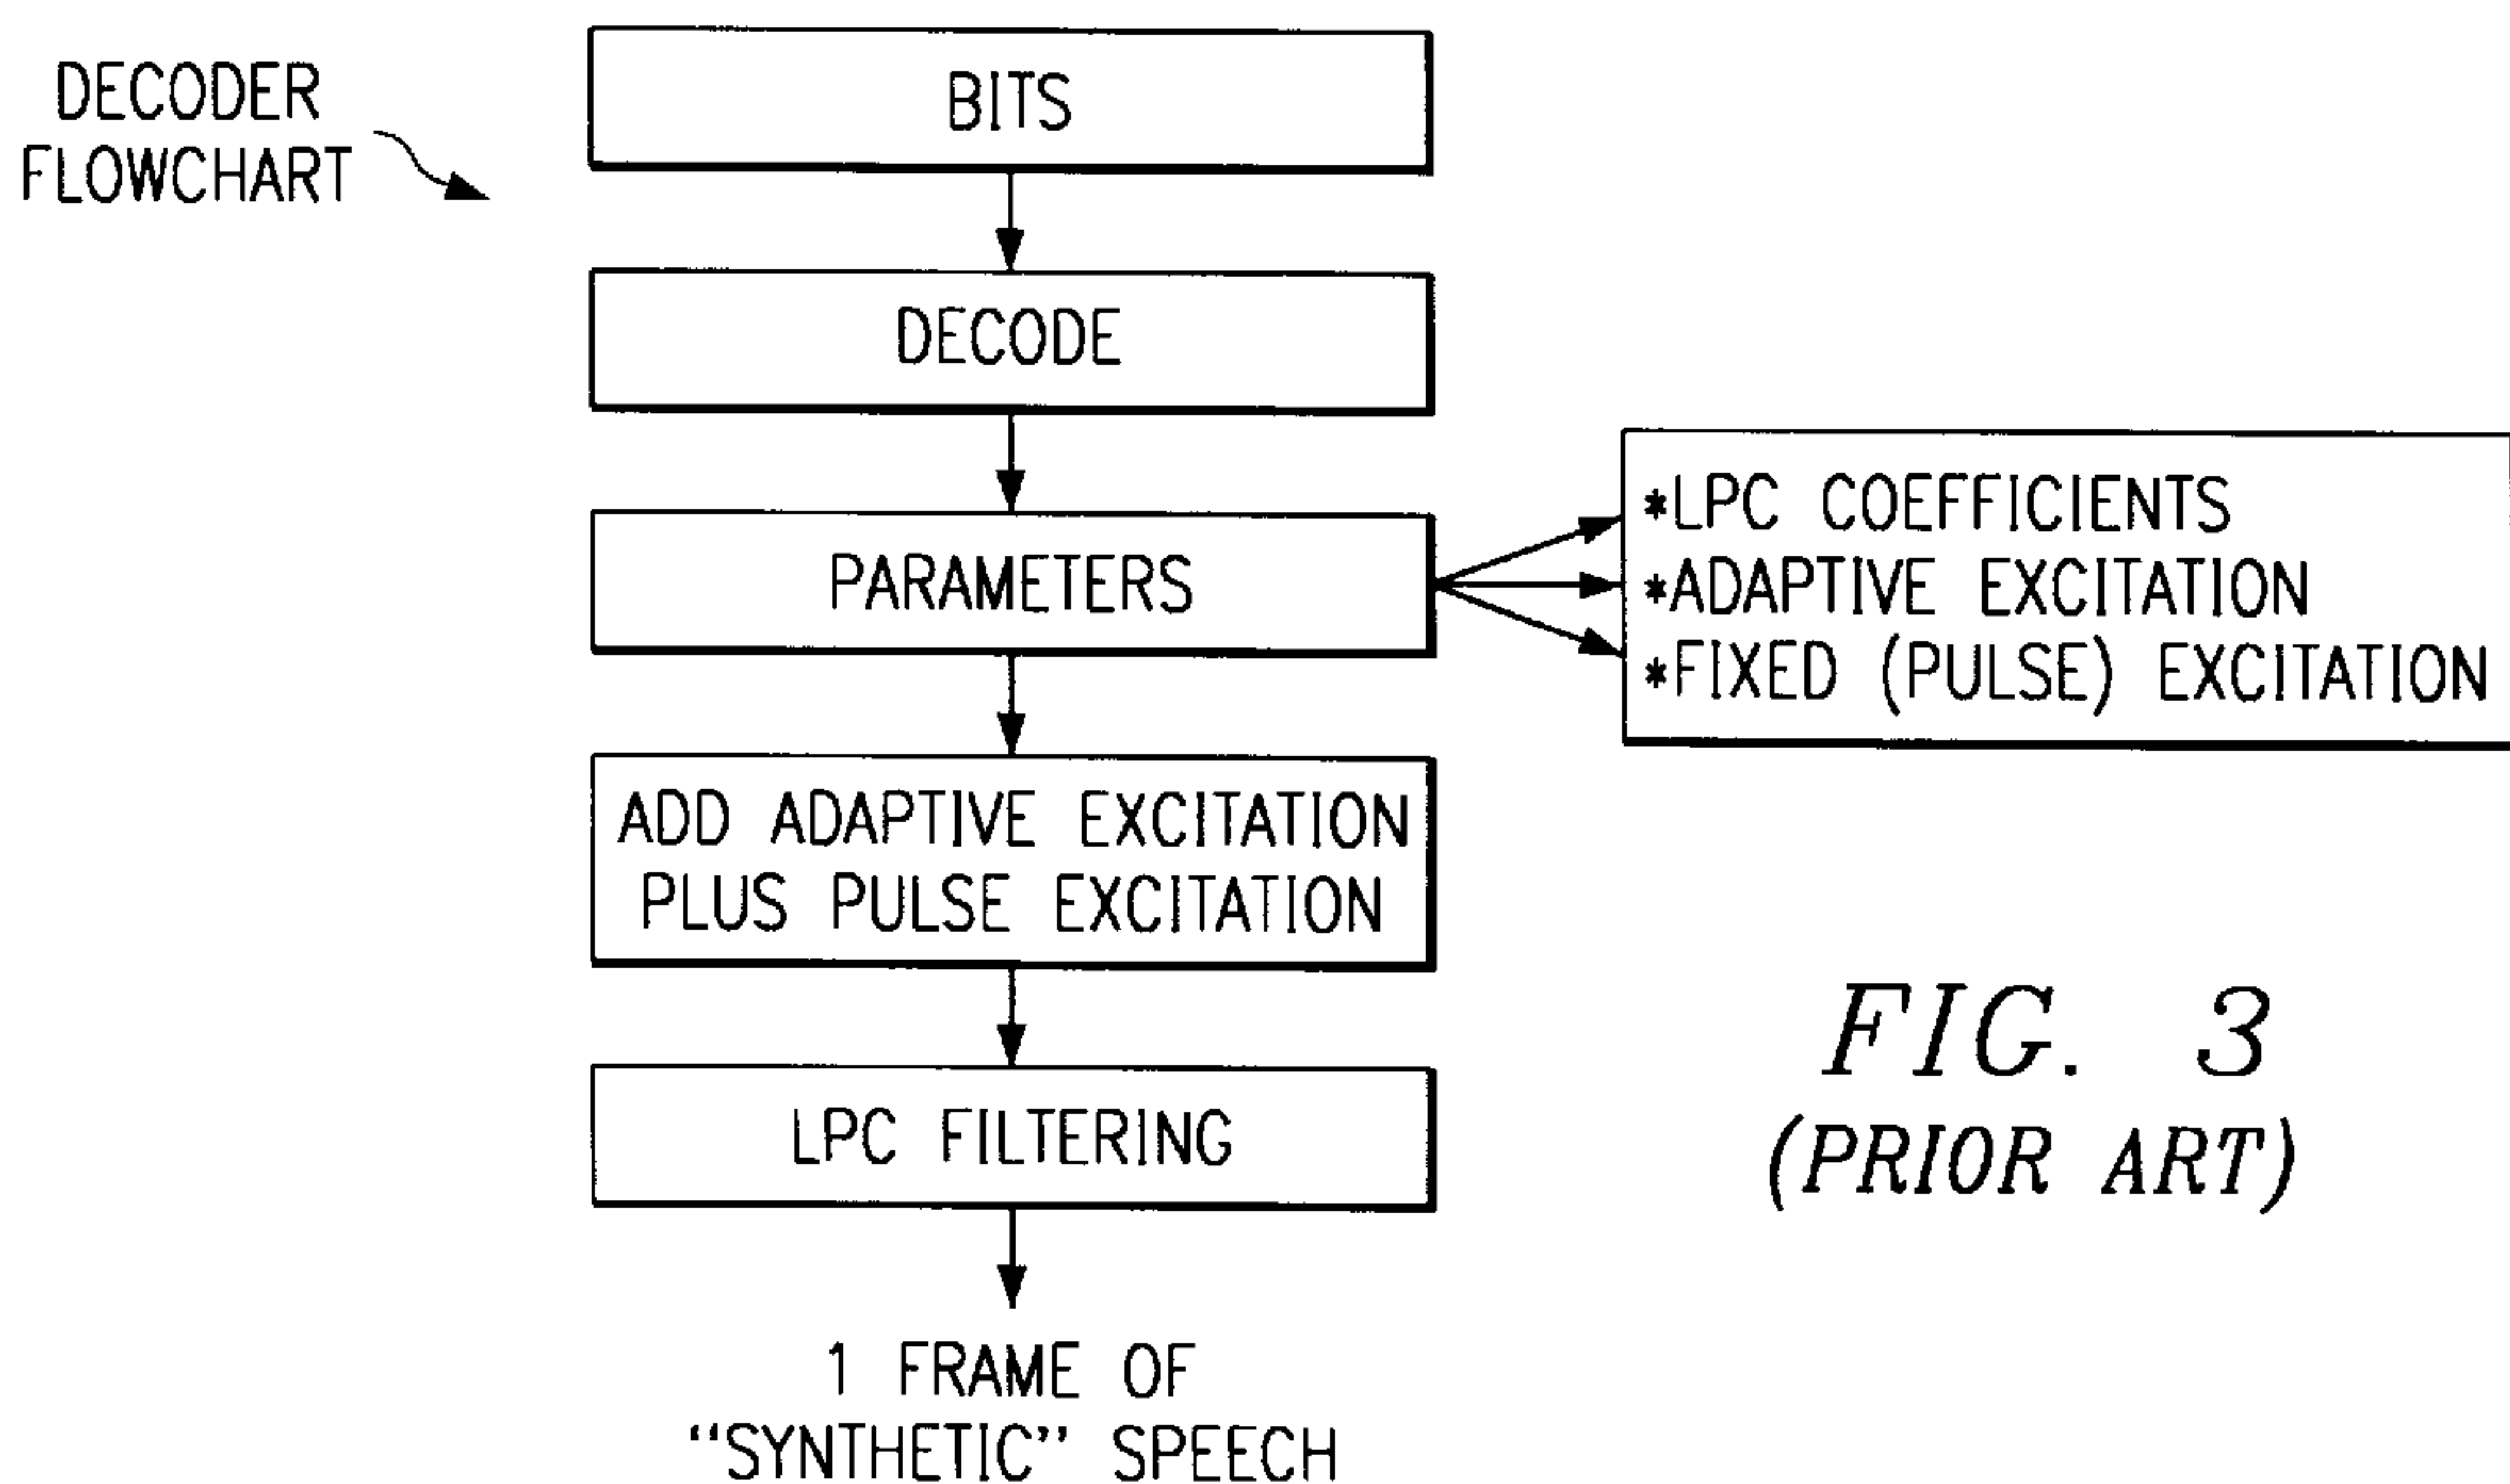 DECODER
FLOWCHART
BITS
DECODE
PARAMETERS
*LPC COEFFICIENTS
*ADAPTIVE EXCITATION
*FIXED (PULSE) EXCITATION
ADD ADAPTIVE EXCITATION
PLUS PULSE EXCITATION
LPC FILTERING
1 FRAME OF
“SYNTHETIC” SPEECH
FIG. 3
(PRIOR ART)